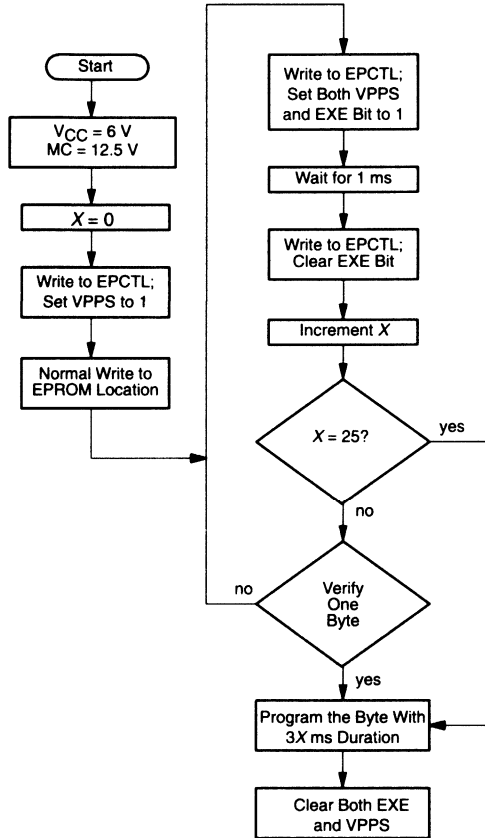 Start
VCC = 6 V
MC = 12.5 V
X = 0
Write to EPCTL;
Set VPPS to 1
Normal Write to
EPROM Location
Write to EPCTL;
Set Both VPPS
and EXE Bit to 1
Wait for 1 ms
Write to EPCTL;
Clear EXE Bit
Increment X
X = 25?
yes
no
Verify
One
Byte
no
yes
Program the Byte With
3X ms Duration
Clear Both EXE
and VPPS